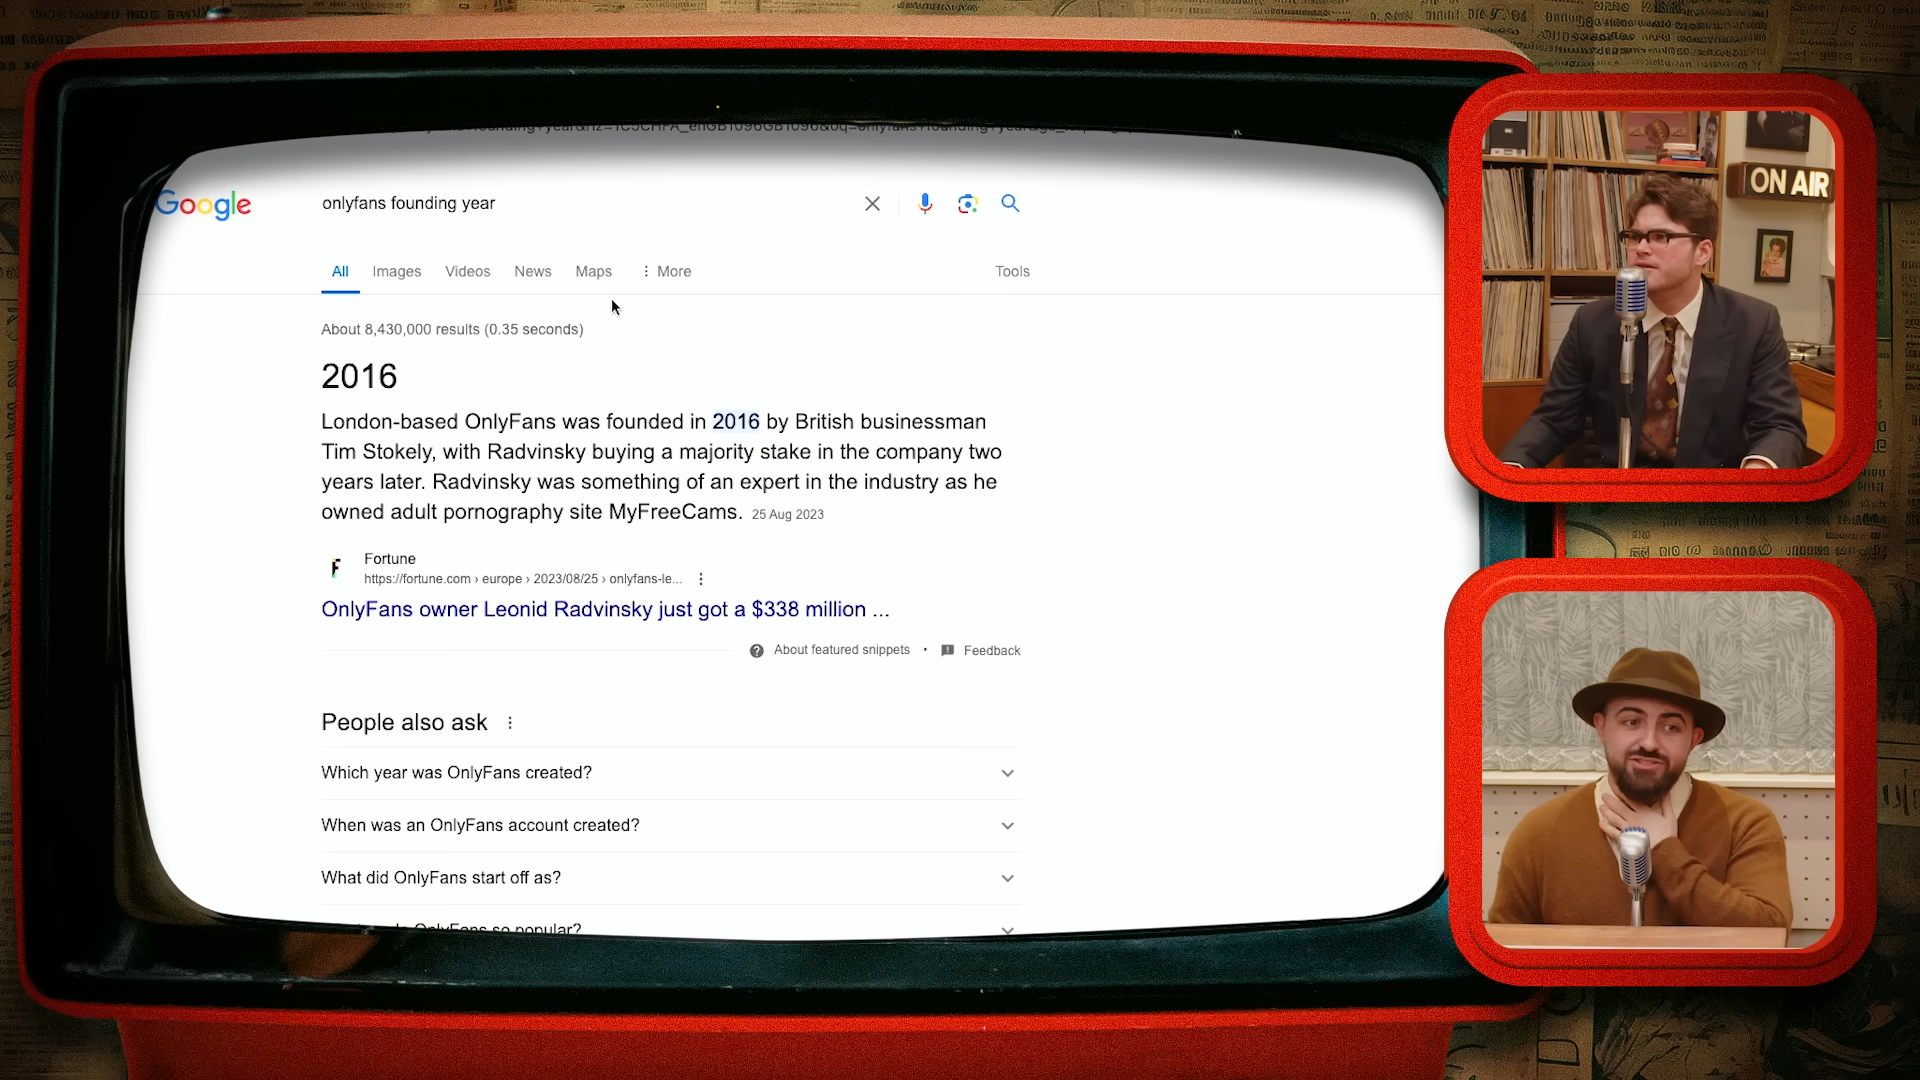 Google
onlyfans founding year
All Images Videos News Maps More Tools
About 8,430,000 results (0.35 seconds)
2016
London-based OnlyFans was founded in 2016 by British businessman
Tim Stokely, with Radvinsky buying a majority stake in the company two
years later. Radvinsky was something of an expert in the industry as he
owned adult pornography site MyFreeCams. 25 Aug 2023
Fortune
https://fortune.com › europe › 2023/08/25 › onlyfans-le...
OnlyFans owner Leonid Radvinsky just got a $338 million ...
About featured snippets • Feedback
People also ask
Which year was OnlyFans created?
When was an OnlyFans account created?
What did OnlyFans start off as?
OnlyFans so popular?
ON AIR